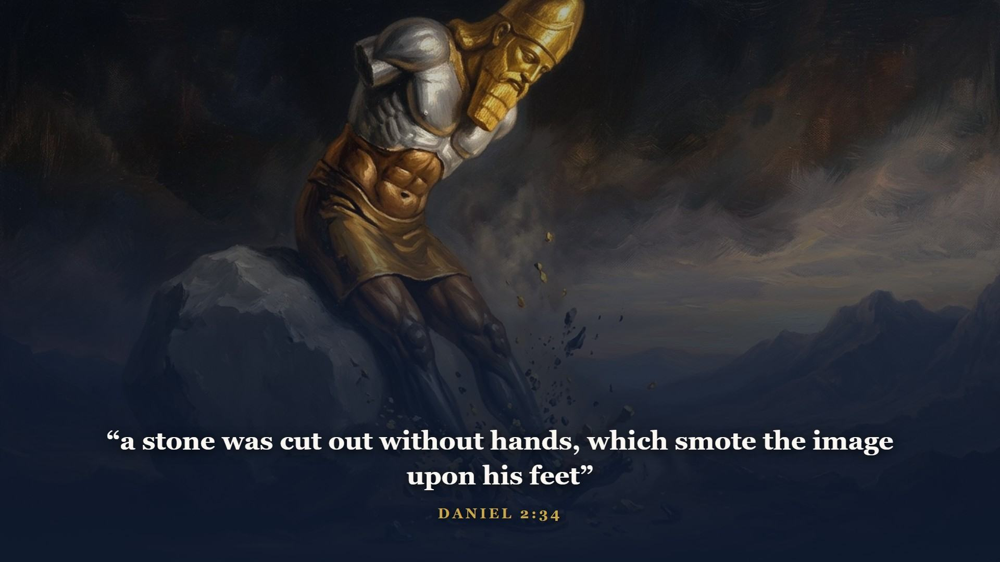 “a stone was cut out without hands, which smote the image
upon his feet”
DANIEL 2:34